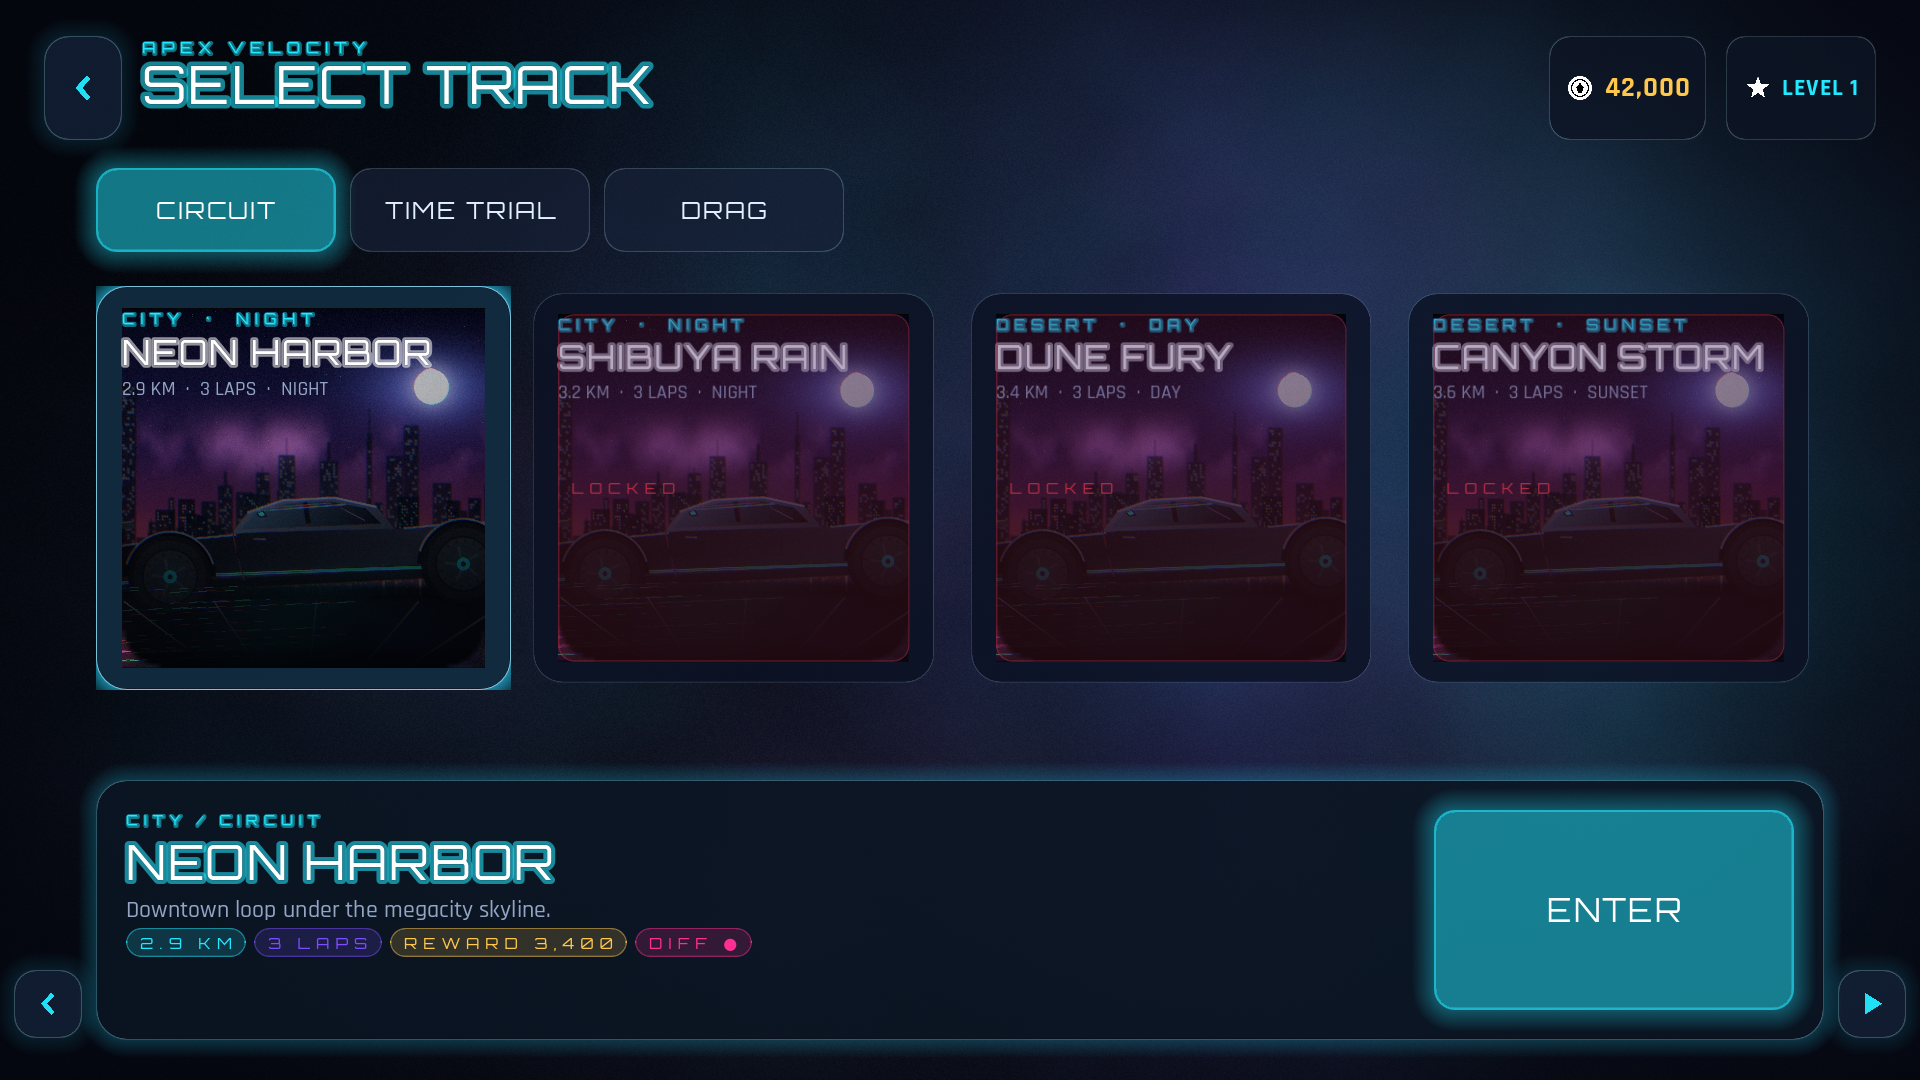 APEX VELOCITY
SELECT TRACK
42,000
LEVEL 1
CIRCUIT
TIME TRIAL
DRAG
CITY · NIGHT
NEON HARBOR
2.9 KM · 3 LAPS · NIGHT
CITY · NIGHT
SHIBUYA RAIN
3.2 KM · 3 LAPS · NIGHT
LOCKED
DESERT · DAY
DUNE FURY
3.4 KM · 3 LAPS · DAY
LOCKED
DESERT · SUNSET
CANYON STORM
3.6 KM · 3 LAPS · SUNSET
LOCKED
CITY / CIRCUIT
NEON HARBOR
Downtown loop under the megacity skyline.
2.9 KM
3 LAPS
REWARD 3,400
DIFF ●
ENTER